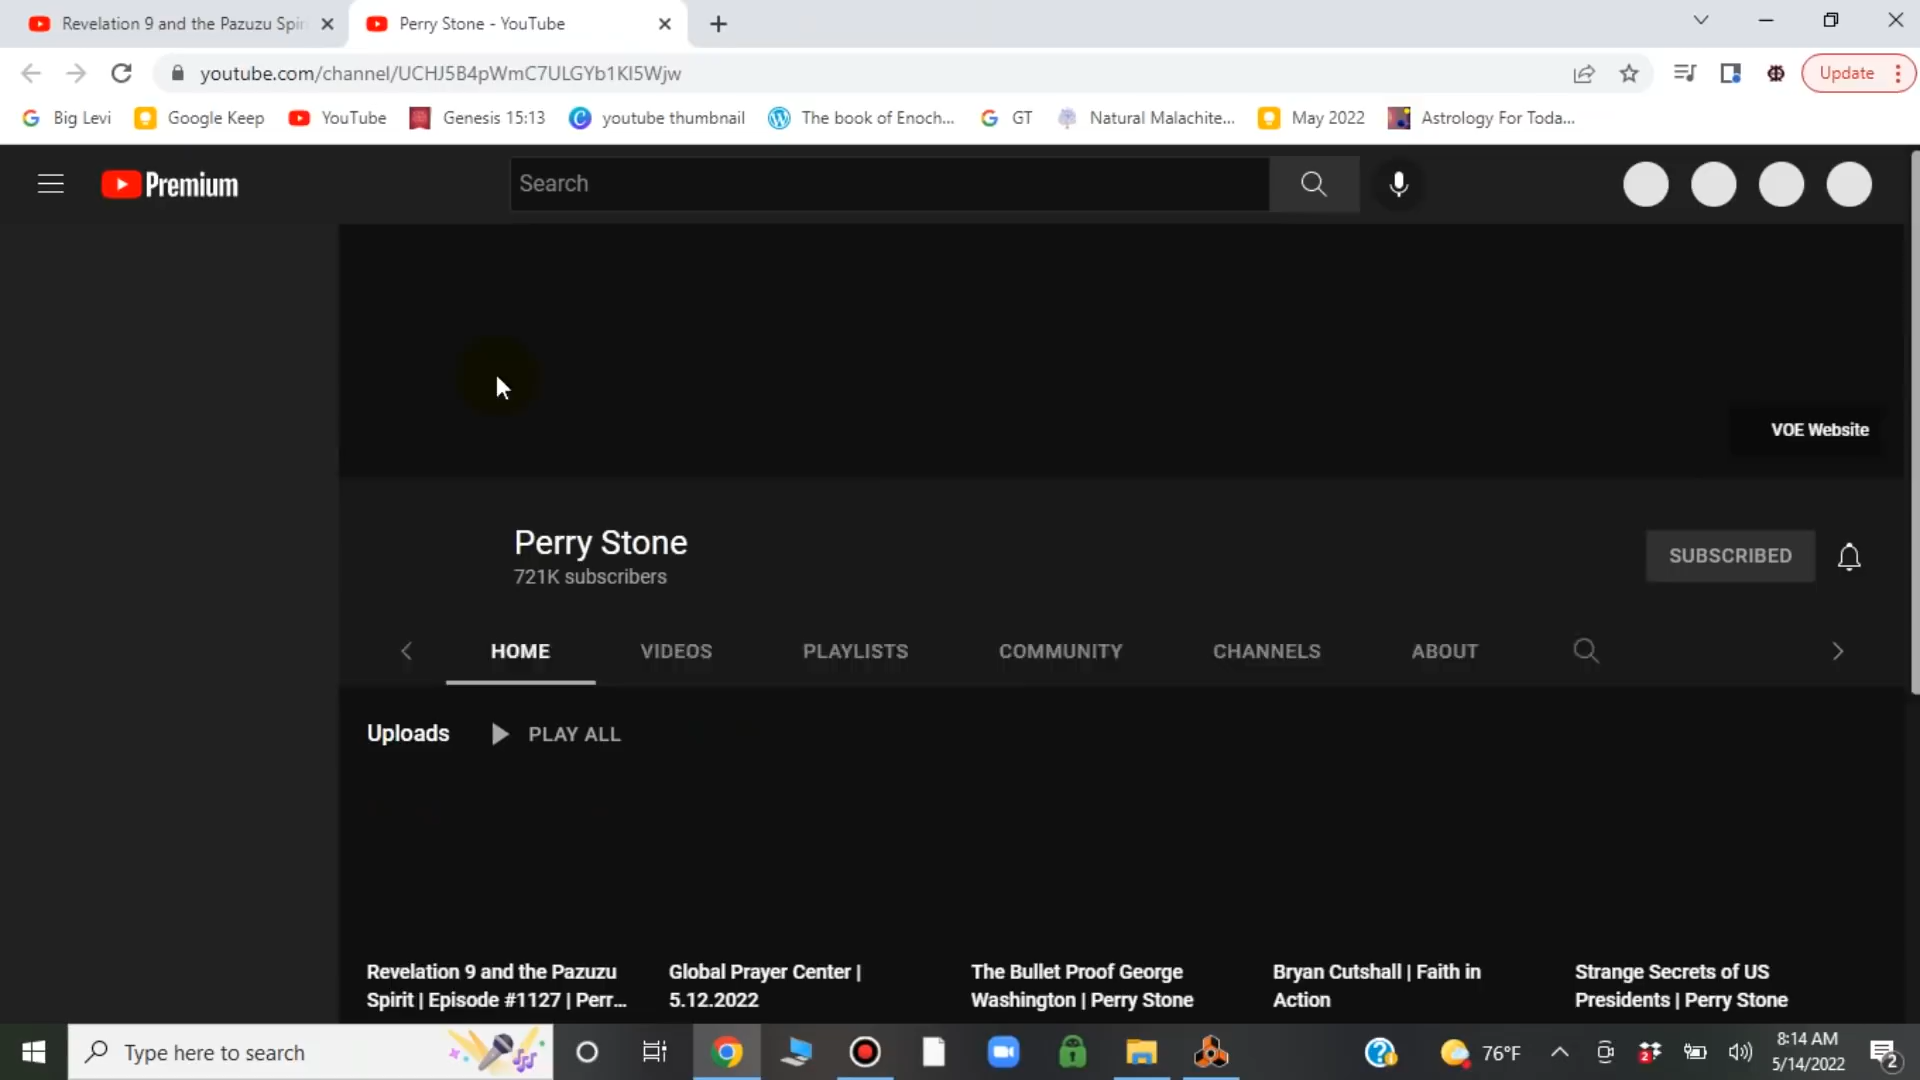 Revelation 9 and the Pazuzu Spi
Perry Stone - YouTube
youtube.com/channel/UCHJ5B4pWmC7ULGYb1KI5Wjw
Update
Big Levi
Google Keep
YouTube
Genesis 15:13
youtube thumbnail
The book of Enoch...
GT
Natural Malachite...
May 2022
Astrology For Toda...
Premium
Search
VOE Website
Perry Stone
721K subscribers
SUBSCRIBED
HOME
VIDEOS
PLAYLISTS
COMMUNITY
CHANNELS
ABOUT
Uploads
PLAY ALL
Revelation 9 and the Pazuzu
Spirit | Episode #1127 | Perr...
Global Prayer Center |
5.12.2022
The Bullet Proof George
Washington | Perry Stone
Bryan Cutshall | Faith in
Action
Strange Secrets of US
Presidents | Perry Stone
Type here to search
76°F
2
8:14 AM
5/14/2022
2